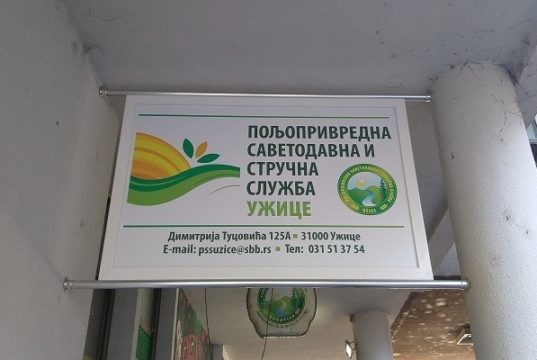 ПОЉОПРИВРЕДНА
САВЕТОДАВНА И
СТРУЧНА
СЛУЖБА
УЖИЦЕ
Димитрија Туцовића 125А ▪ 31000 Ужице
E-mail: pssuzice@sbb.rs ▪ Тел: 031 51 37 54